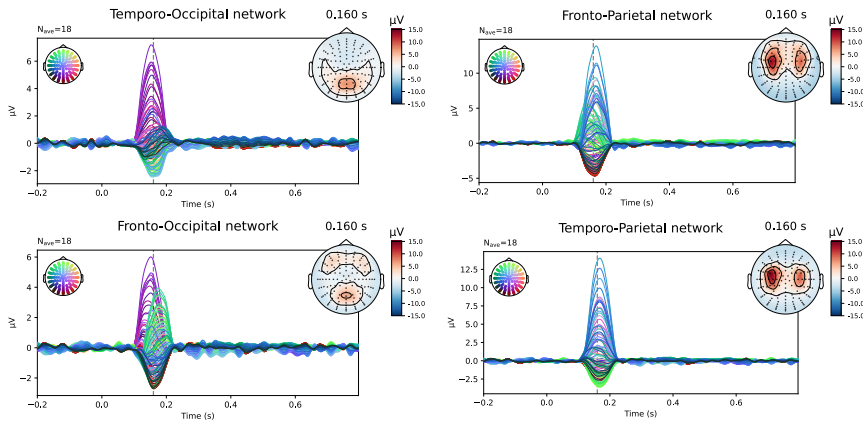 Temporo-Occipital network
0.160 s
µV
N_ave=18
15.0
10.0
5.0
0.0
−5.0
−10.0
−15.0
6
4
2
0
−2
µV
−0.2 0.0 0.2 0.4 0.6
Time (s)
Fronto-Parietal network
0.160 s
µV
N_ave=18
15.0
10.0
5.0
0.0
−5.0
−10.0
−15.0
10
5
0
−5
µV
−0.2 0.0 0.2 0.4 0.6
Time (s)
Fronto-Occipital network
0.160 s
µV
N_ave=18
15.0
10.0
5.0
0.0
−5.0
−10.0
−15.0
6
4
2
0
−2
µV
−0.2 0.0 0.2 0.4 0.6
Time (s)
Temporo-Parietal network
0.160 s
µV
N_ave=18
15.0
10.0
5.0
0.0
−5.0
−10.0
−15.0
12.5
10.0
7.5
5.0
2.5
0.0
−2.5
µV
−0.2 0.0 0.2 0.4 0.6
Time (s)